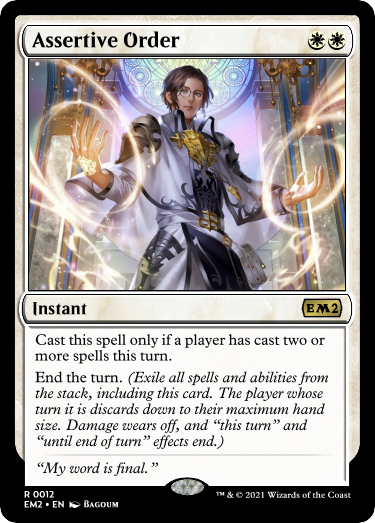 Assertive Order
Instant
EM2
Cast this spell only if a player has cast two or
more spells this turn.
End the turn. (Exile all spells and abilities from
the stack, including this card. The player whose
turn it is discards down to their maximum hand
size. Damage wears off, and “this turn” and
“until end of turn” effects end.)
“My word is final.”
R 0012
EM2 • EN Bagoum
™ & © 2021 Wizards of the Coast